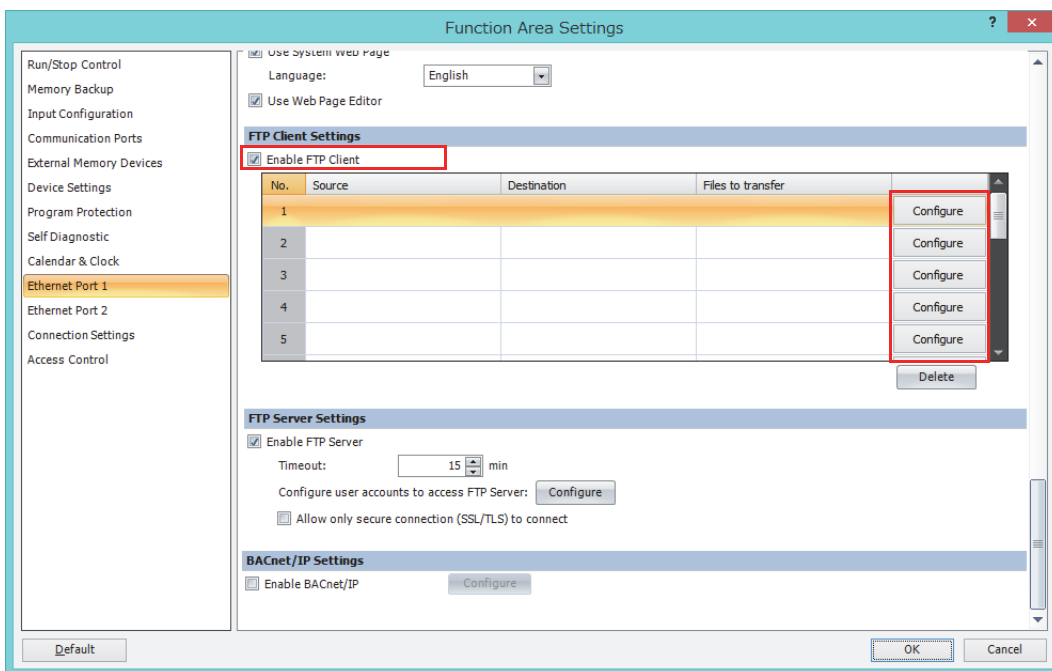 Function Area Settings
?
×
Run/Stop Control
Memory Backup
Input Configuration
Communication Ports
External Memory Devices
Device Settings
Program Protection
Self Diagnostic
Calendar & Clock
Ethernet Port 1
Ethernet Port 2
Connection Settings
Access Control
Use System Web Page
Language: English
Use Web Page Editor
FTP Client Settings
Enable FTP Client
No. Source Destination Files to transfer
1 Configure
2 Configure
3 Configure
4 Configure
5 Configure
Delete
FTP Server Settings
Enable FTP Server
Timeout: 15 min
Configure user accounts to access FTP Server: Configure
Allow only secure connection (SSL/TLS) to connect
BACnet/IP Settings
Enable BACnet/IP Configure
Default OK Cancel